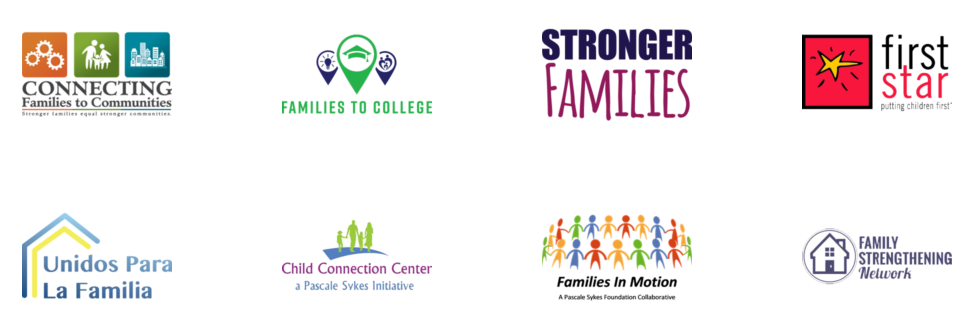 CONNECTING
Families to Communities
Stronger families equal stronger communities.
FAMILIES TO COLLEGE
STRONGER
FAMILIES
first
star
putting children first
Unidos Para
La Familia
Child Connection Center
a Pascale Sykes Initiative
Families In Motion
A Pascale Sykes Foundation Collaborative
FAMILY
STRENGTHENING
Network